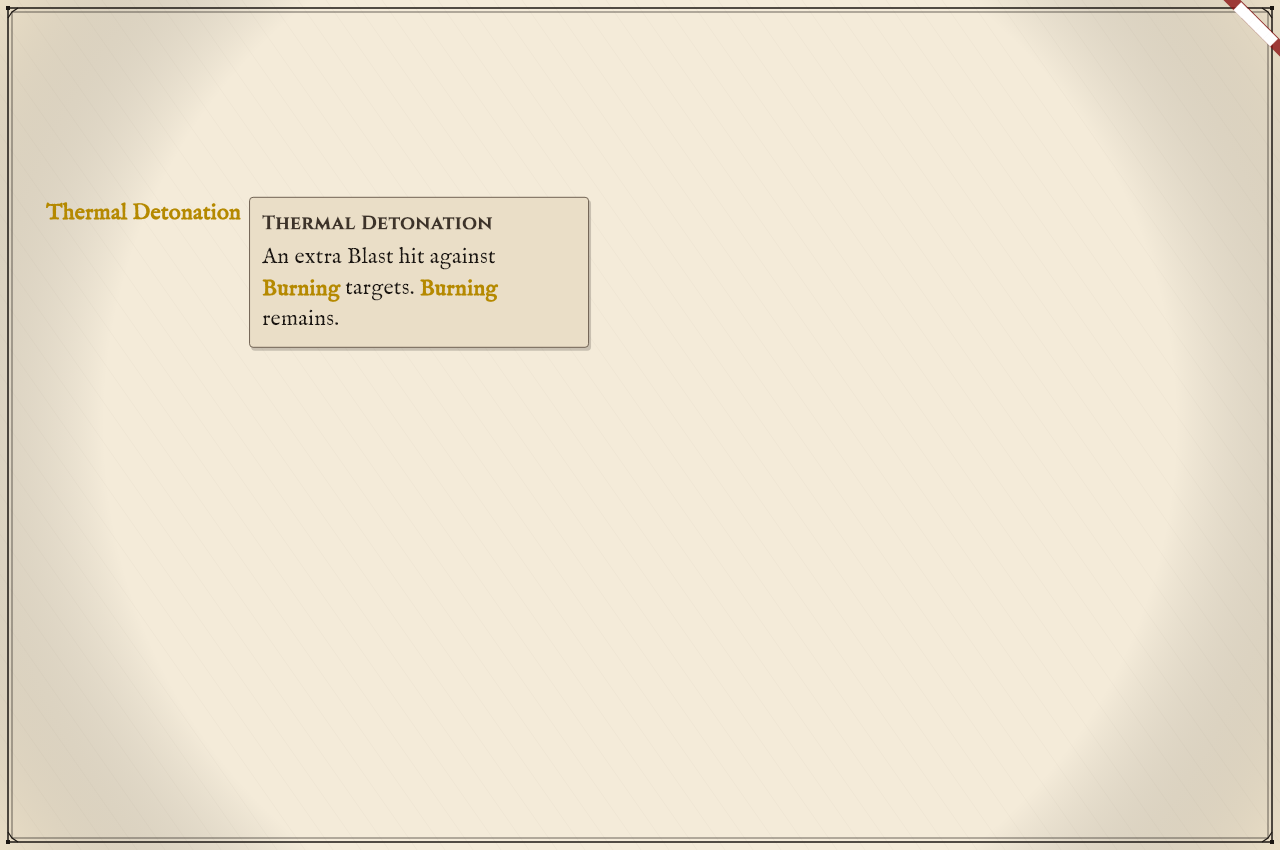 Thermal Detonation
Thermal Detonation
An extra Blast hit against
Burning targets. Burning
remains.